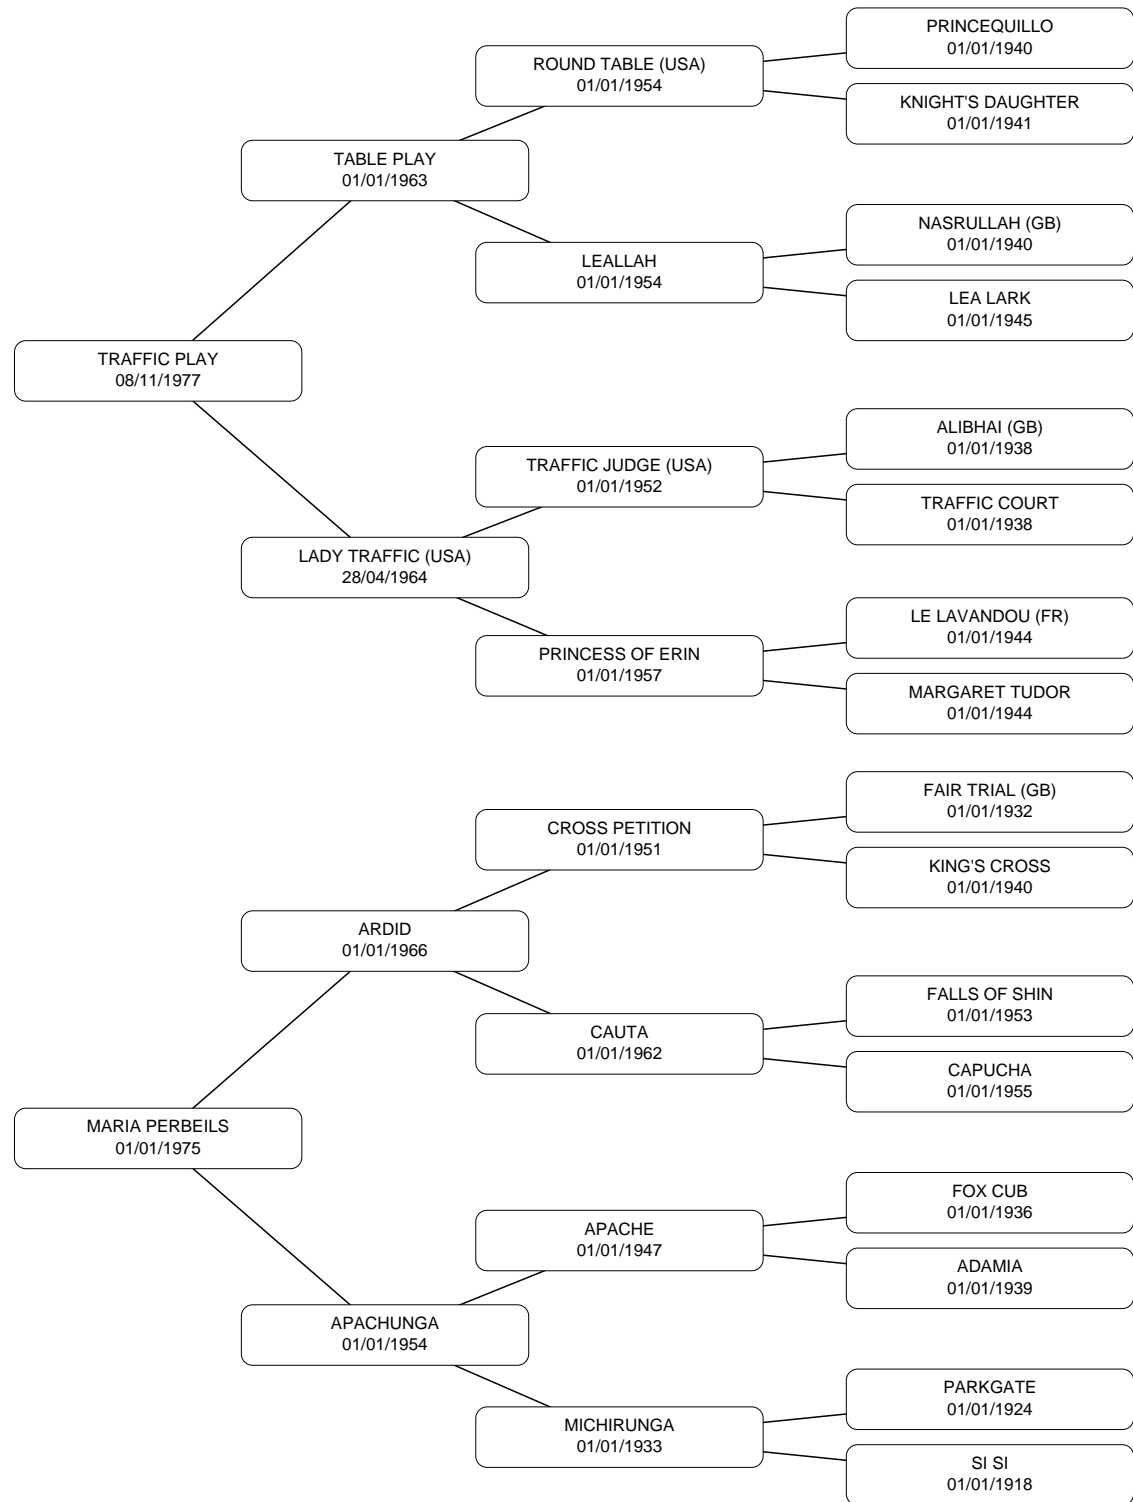 PRINCEQUILLO
01/01/1940
ROUND TABLE (USA)
01/01/1954
KNIGHT'S DAUGHTER
01/01/1941
TABLE PLAY
01/01/1963
NASRULLAH (GB)
01/01/1940
LEALLAH
01/01/1954
LEA LARK
01/01/1945
TRAFFIC PLAY
08/11/1977
ALIBHAI (GB)
01/01/1938
TRAFFIC JUDGE (USA)
01/01/1952
TRAFFIC COURT
01/01/1938
LADY TRAFFIC (USA)
28/04/1964
LE LAVANDOU (FR)
01/01/1944
PRINCESS OF ERIN
01/01/1957
MARGARET TUDOR
01/01/1944
FAIR TRIAL (GB)
01/01/1932
CROSS PETITION
01/01/1951
KING'S CROSS
01/01/1940
ARDID
01/01/1966
FALLS OF SHIN
01/01/1953
CAUTA
01/01/1962
CAPUCHA
01/01/1955
MARIA PERBEILS
01/01/1975
FOX CUB
01/01/1936
APACHE
01/01/1947
ADAMIA
01/01/1939
APACHUNGA
01/01/1954
PARKGATE
01/01/1924
MICHIRUNGA
01/01/1933
SI SI
01/01/1918